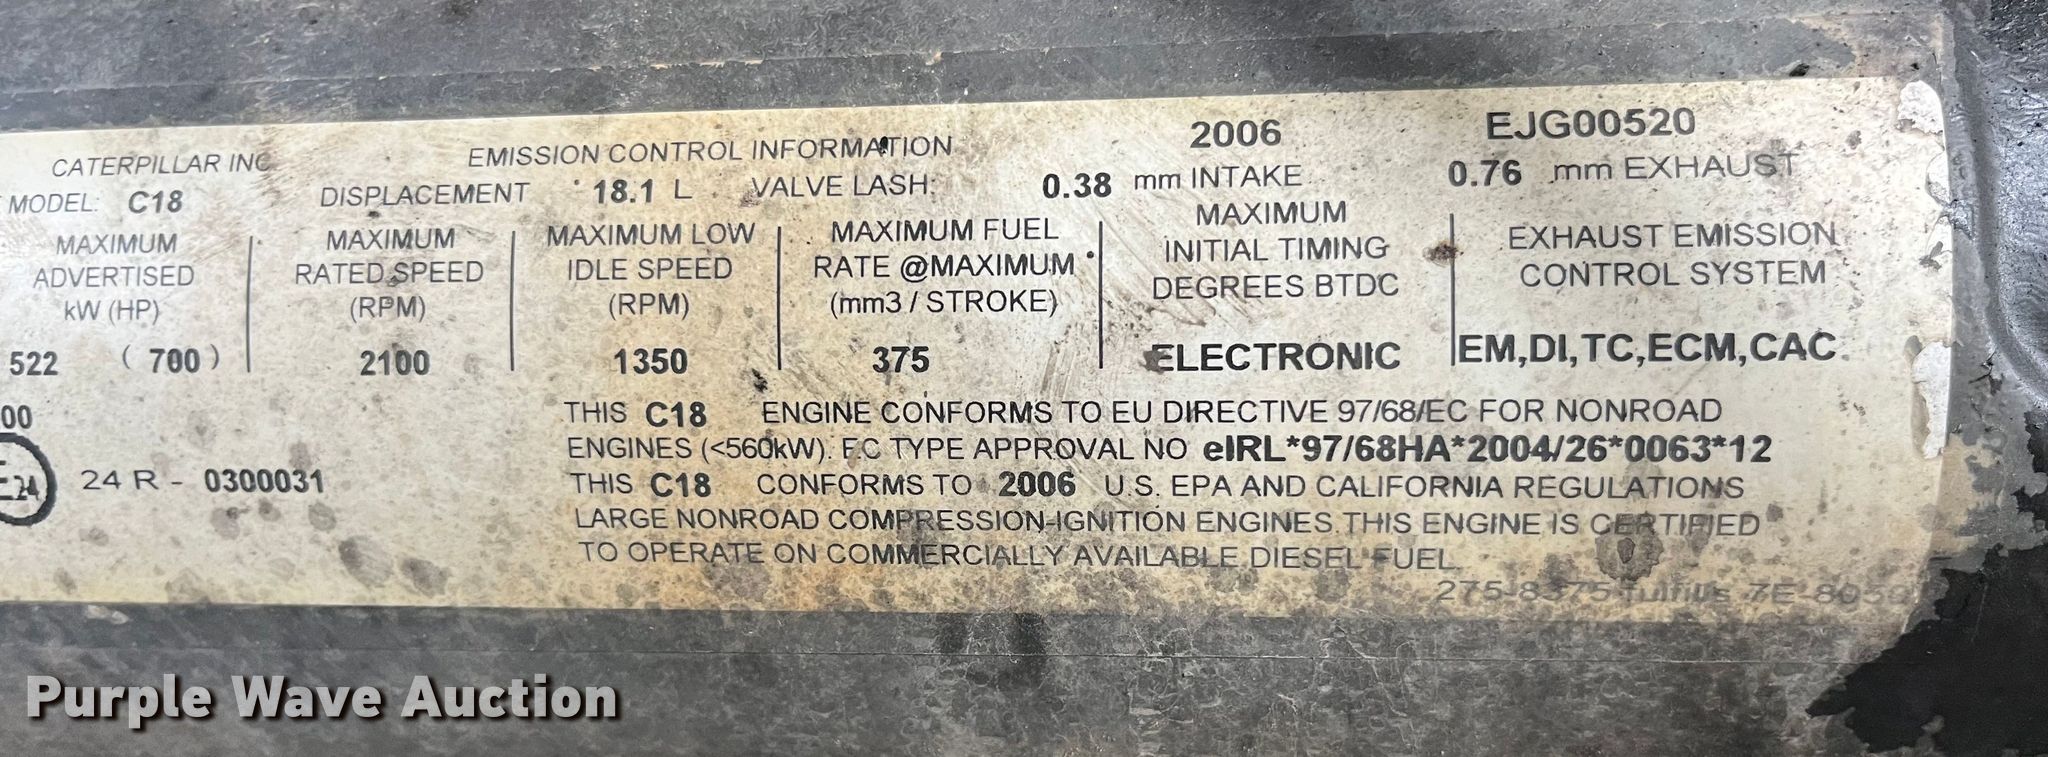 2006 EJG00520
CATERPILLAR INC EMISSION CONTROL INFORMATION
MODEL: C18 DISPLACEMENT 18.1 L VALVE LASH: 0.38 mm INTAKE 0.76 mm EXHAUST
MAXIMUM ADVERTISED kW (HP)
MAXIMUM RATED SPEED (RPM)
MAXIMUM LOW IDLE SPEED (RPM)
MAXIMUM FUEL RATE @MAXIMUM (mm3 / STROKE)
MAXIMUM INITIAL TIMING DEGREES BTDC
EXHAUST EMISSION CONTROL SYSTEM
522 ( 700 ) 2100 1350 375 ELECTRONIC EM,DI,TC,ECM,CAC
00
24 R - 0300031
THIS C18 ENGINE CONFORMS TO EU DIRECTIVE 97/68/EC FOR NONROAD
ENGINES (<560kW). EC TYPE APPROVAL NO eIRL*97/68HA*2004/26*0063*12
THIS C18 CONFORMS TO 2006 U.S. EPA AND CALIFORNIA REGULATIONS
LARGE NONROAD COMPRESSION-IGNITION ENGINES. THIS ENGINE IS CERTIFIED
TO OPERATE ON COMMERCIALLY AVAILABLE DIESEL FUEL
275-8375 fulfills 7E-8050
E24
Purple Wave Auction